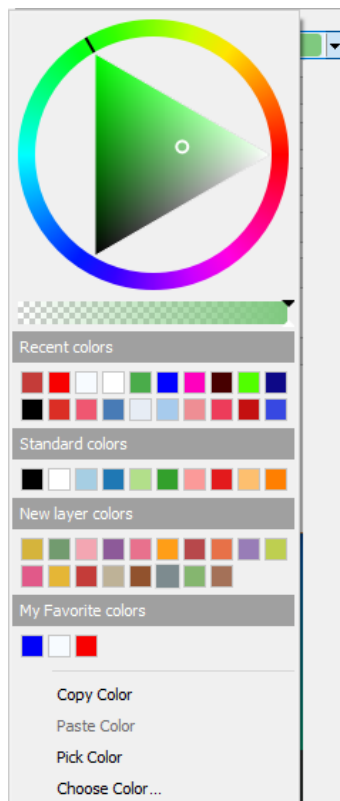 Recent colors
Standard colors
New layer colors
My Favorite colors
Copy Color
Paste Color
Pick Color
Choose Color...